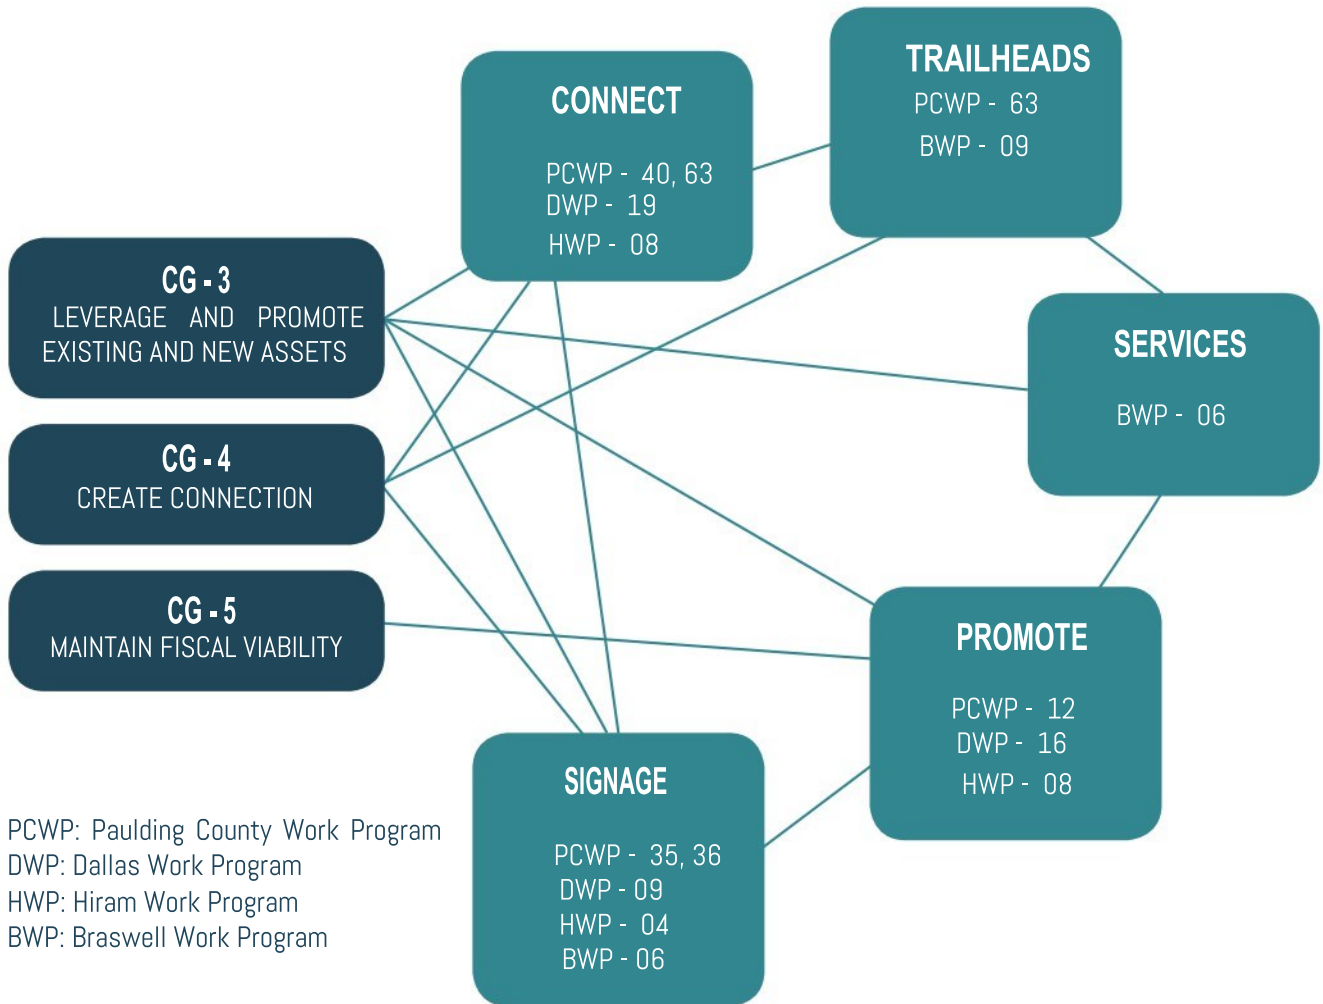 TRAILHEADS
PCWP - 63
BWP - 09
CONNECT
PCWP - 40, 63
DWP - 19
HWP - 08
CG - 3
LEVERAGE AND PROMOTE
EXISTING AND NEW ASSETS
SERVICES
BWP - 06
CG - 4
CREATE CONNECTION
CG - 5
MAINTAIN FISCAL VIABILITY
PROMOTE
PCWP - 12
DWP - 16
HWP - 08
SIGNAGE
PCWP - 35, 36
DWP - 09
HWP - 04
BWP - 06
PCWP: Paulding County Work Program
DWP: Dallas Work Program
HWP: Hiram Work Program
BWP: Braswell Work Program